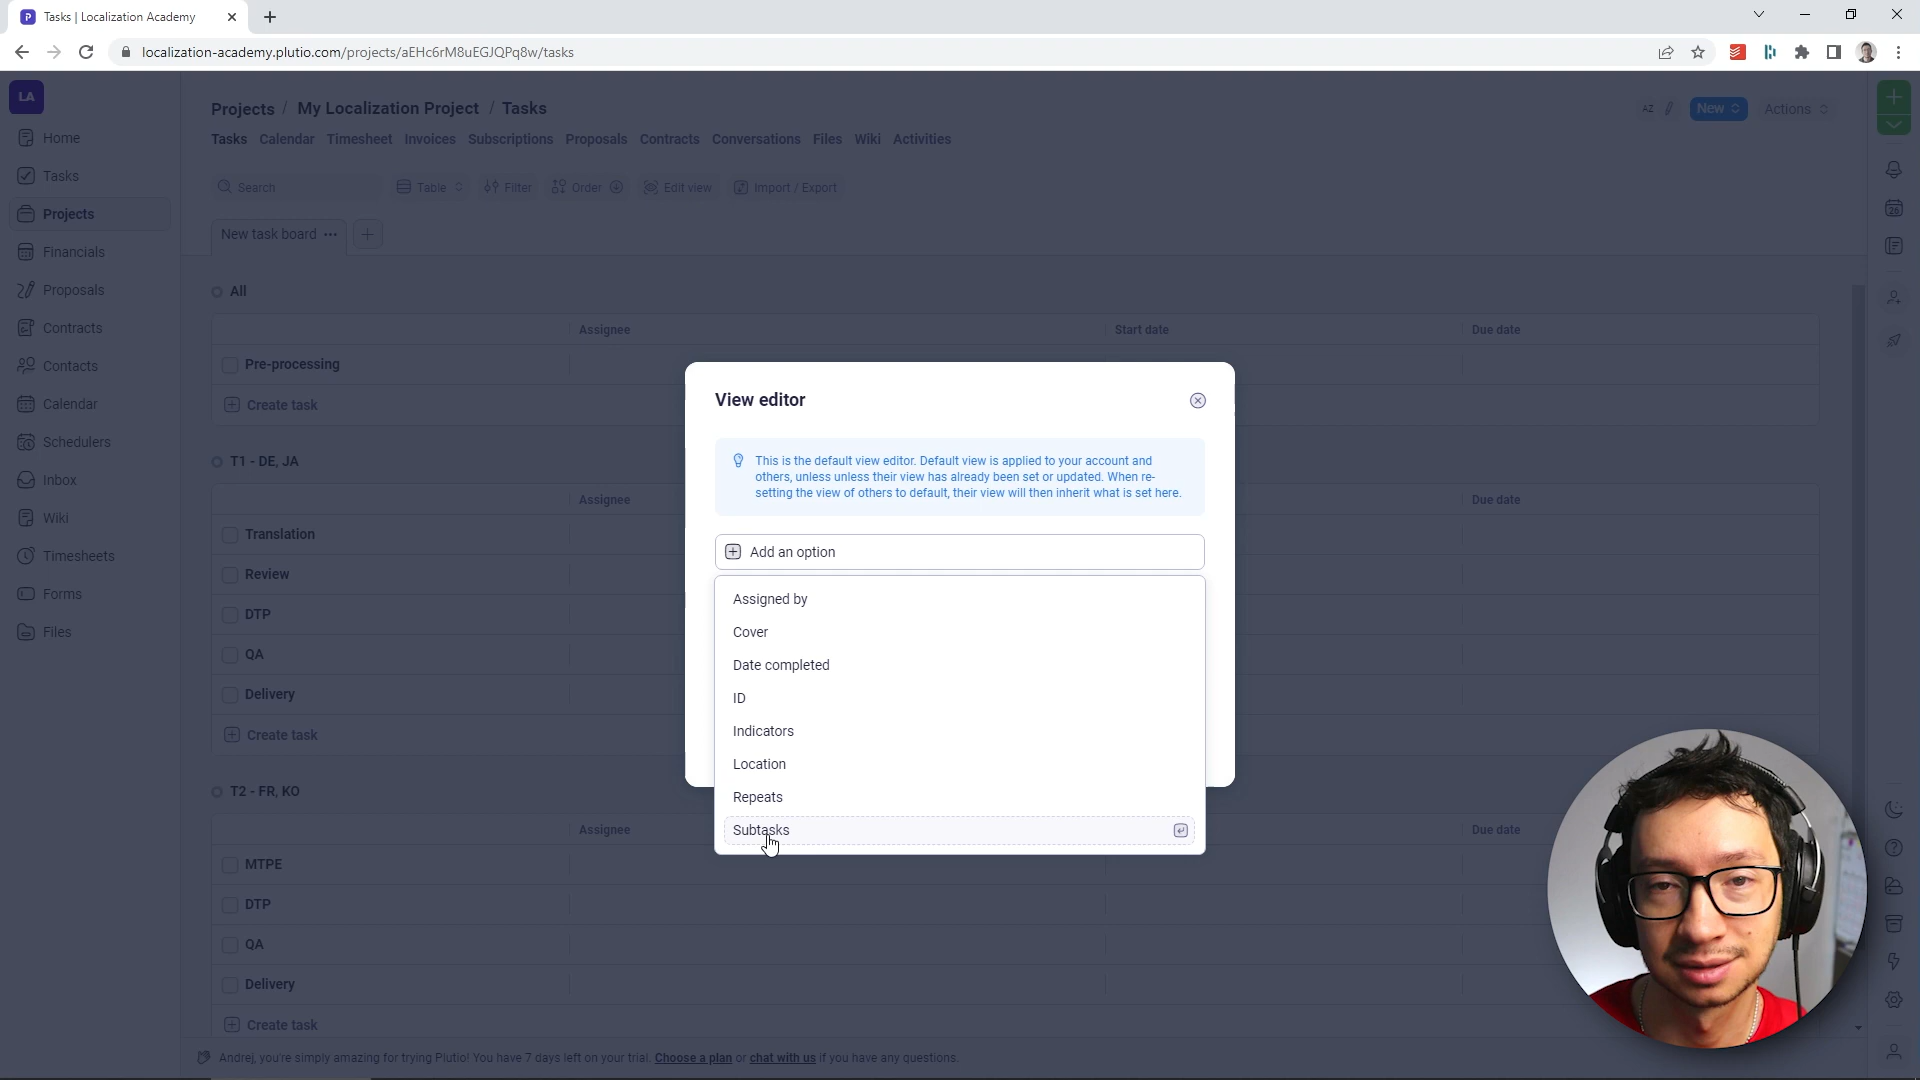 Tasks | Localization Academy
localization-academy.plutio.com/projects/aEHc6rM8uEGJQPq8w/tasks
LA
Home
Tasks
Projects
Financials
Proposals
Contracts
Contacts
Calendar
Schedulers
Inbox
Wiki
Timesheets
Forms
Files
Projects / My Localization Project / Tasks
AZ
New
Actions
Tasks Calendar Timesheet Invoices Subscriptions Proposals Contracts Conversations Files Wiki Activities
Search Table Filter Order Edit view Import / Export
New task board
All
Assignee Start date Due date
Pre-processing
Create task
T1 - DE, JA
Assignee Due date
Translation
Review
DTP
QA
Delivery
Create task
T2 - FR, KO
Assignee Due date
MTPE
DTP
QA
Delivery
Create task
View editor
This is the default view editor. Default view is applied to your account and
others, unless unless their view has already been set or updated. When re-
setting the view of others to default, their view will then inherit what is set here.
Add an option
Assigned by
Cover
Date completed
ID
Indicators
Location
Repeats
Subtasks
Andrej, you're simply amazing for trying Plutio! You have 7 days left on your trial. Choose a plan or chat with us if you have any questions.